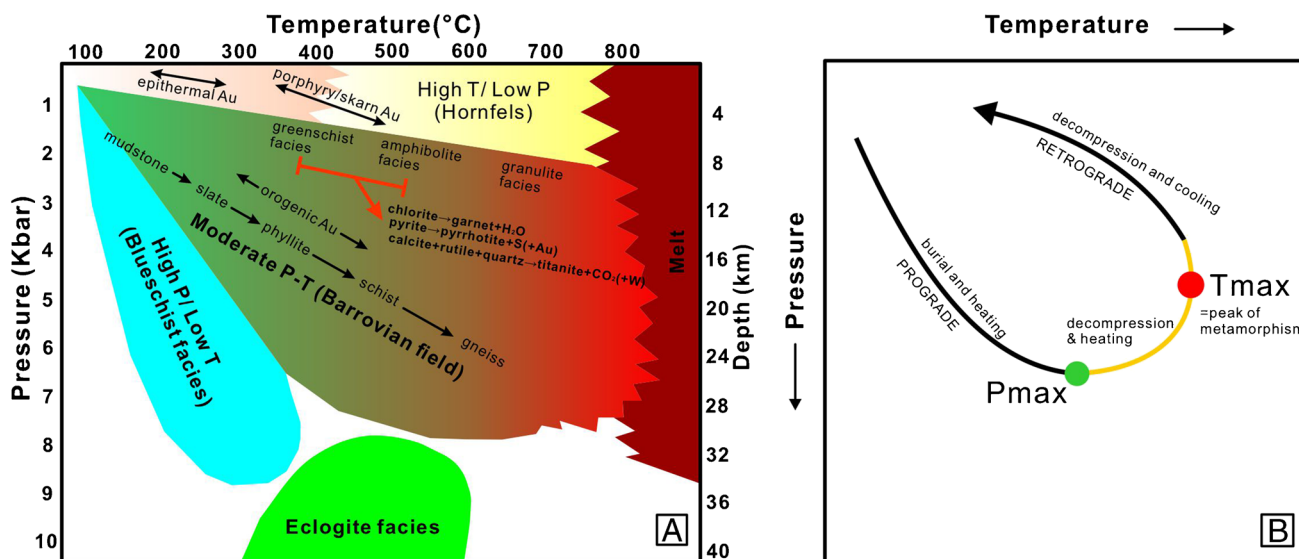 Temperature(°C)
100 200 300 400 500 600 700 800
Pressure (Kbar)
1
2
3
4
5
6
7
8
9
10
Depth (km)
4
8
12
16
20
24
28
32
36
40
epithermal Au
porphyry/skarn Au
High T/ Low P
(Hornfels)
greenschist
facies
amphibolite
facies
granulite
facies
mudstone
slate
phyllite
schist
gneiss
orogenic Au
chlorite→garnet+H₂O
pyrite→pyrrhotite+S(+Au)
calcite+rutile+quartz→titanite+CO₂(+W)
Moderate P-T (Barrovian field)
High P/ Low T
(Blueschist facies)
Eclogite facies
Melt
A
Temperature
Pressure
decompression and cooling
RETROGRADE
burial and heating
PROGRADE
decompression
& heating
Tmax
=peak of
metamorphism
Pmax
B